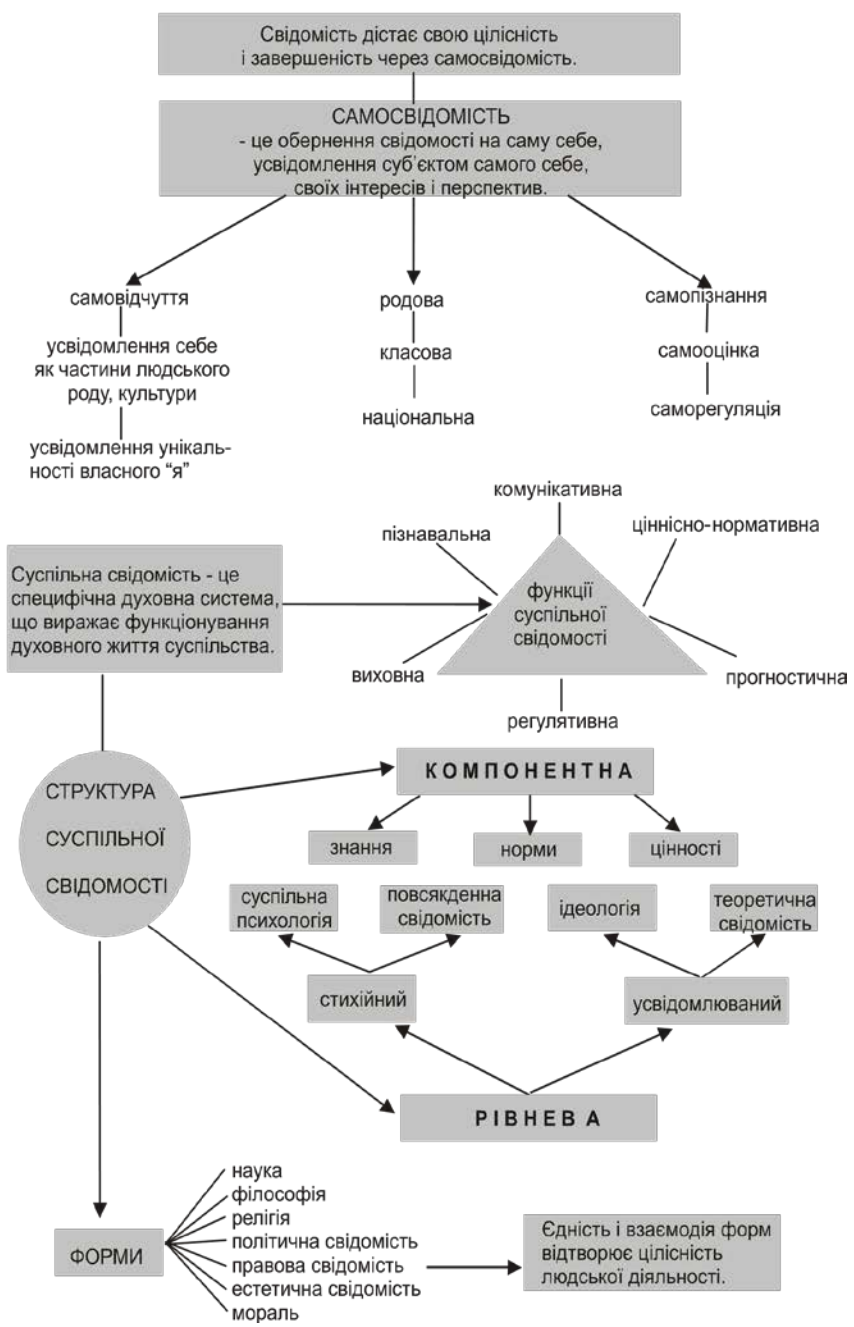 Свідомість дістає свою цілісність
і завершеність через самосвідомість.
САМОСВІДОМІСТЬ
- це обернення свідомості на саму себе,
усвідомлення суб’єктом самого себе,
своїх інтересів і перспектив.
самовідчуття
усвідомлення себе
як частини людського
роду, культури
усвідомлення унікаль-
ності власного “я”
родова
класова
національна
самопізнання
самооцінка
саморегуляція
комунікативна
пізнавальна
ціннісно-нормативна
Суспільна свідомість - це
специфічна духовна система,
що виражає функціонування
духовного життя суспільства.
функції
суспільної
свідомості
виховна
прогностична
регулятивна
СТРУКТУРА
СУСПІЛЬНОЇ
СВІДОМОСТІ
КОМПОНЕНТНА
знання
норми
цінності
суспільна
психологія
повсякденна
свідомість
ідеологія
теоретична
свідомість
стихійний
усвідомлюваний
РІВНЕВА
ФОРМИ
наука
філософія
релігія
політична свідомість
правова свідомість
естетична свідомість
мораль
Єдність і взаємодія форм
відтворює цілісність
людської діяльності.